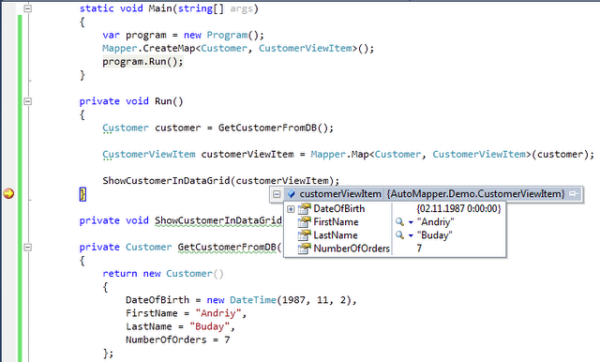 static void Main(string[] args)
{
var program = new Program();
Mapper.CreateMap<Customer, CustomerViewItem>();
program.Run();
}
private void Run()
{
Customer customer = GetCustomerFromDB();
CustomerViewItem customerViewItem = Mapper.Map<Customer, CustomerViewItem>(customer);
ShowCustomerInDataGrid(customerViewItem);
}
customerViewItem {AutoMapper.Demo.CustomerViewItem}
DateOfBirth {02.11.1987 0:00:00}
FirstName "Andriy"
LastName "Buday"
NumberOfOrders 7
private void ShowCustomerInDataGrid
private Customer GetCustomerFromDB(
{
return new Customer()
{
DateOfBirth = new DateTime(1987, 11, 2),
FirstName = "Andriy",
LastName = "Buday",
NumberOfOrders = 7
};